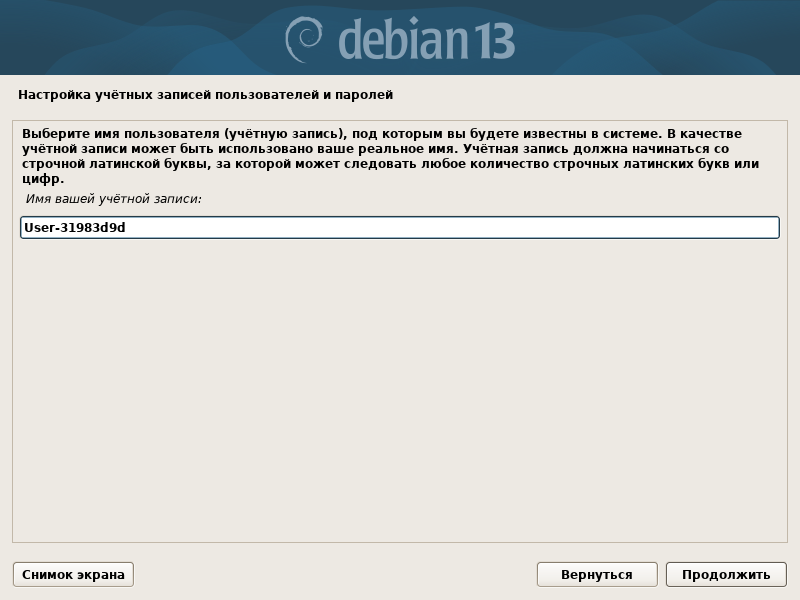 debian 13
Настройка учётных записей пользователей и паролей
Выберите имя пользователя (учётную запись), под которым вы будете известны в системе. В качестве
учётной записи может быть использовано ваше реальное имя. Учётная запись должна начинаться со
строчной латинской буквы, за которой может следовать любое количество строчных латинских букв или
цифр.
Имя вашей учётной записи:
User-31983d9d
Снимок экрана
Вернуться
Продолжить